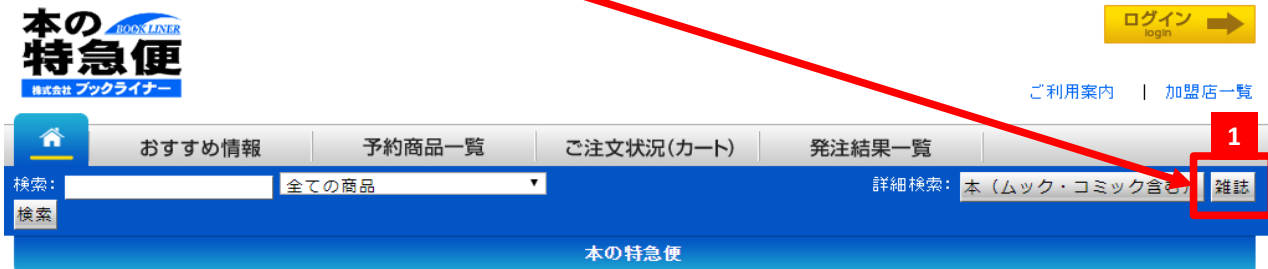 本の BOOK LINER
特急便
株式会社 ブックライナー
ログイン
login
ご利用案内 | 加盟店一覧
おすすめ情報 予約商品一覧 ご注文状況(カート) 発注結果一覧
1
検索: 全ての商品 詳細検索: 本（ムック・コミック含む） 雑誌
検索
本の特急便